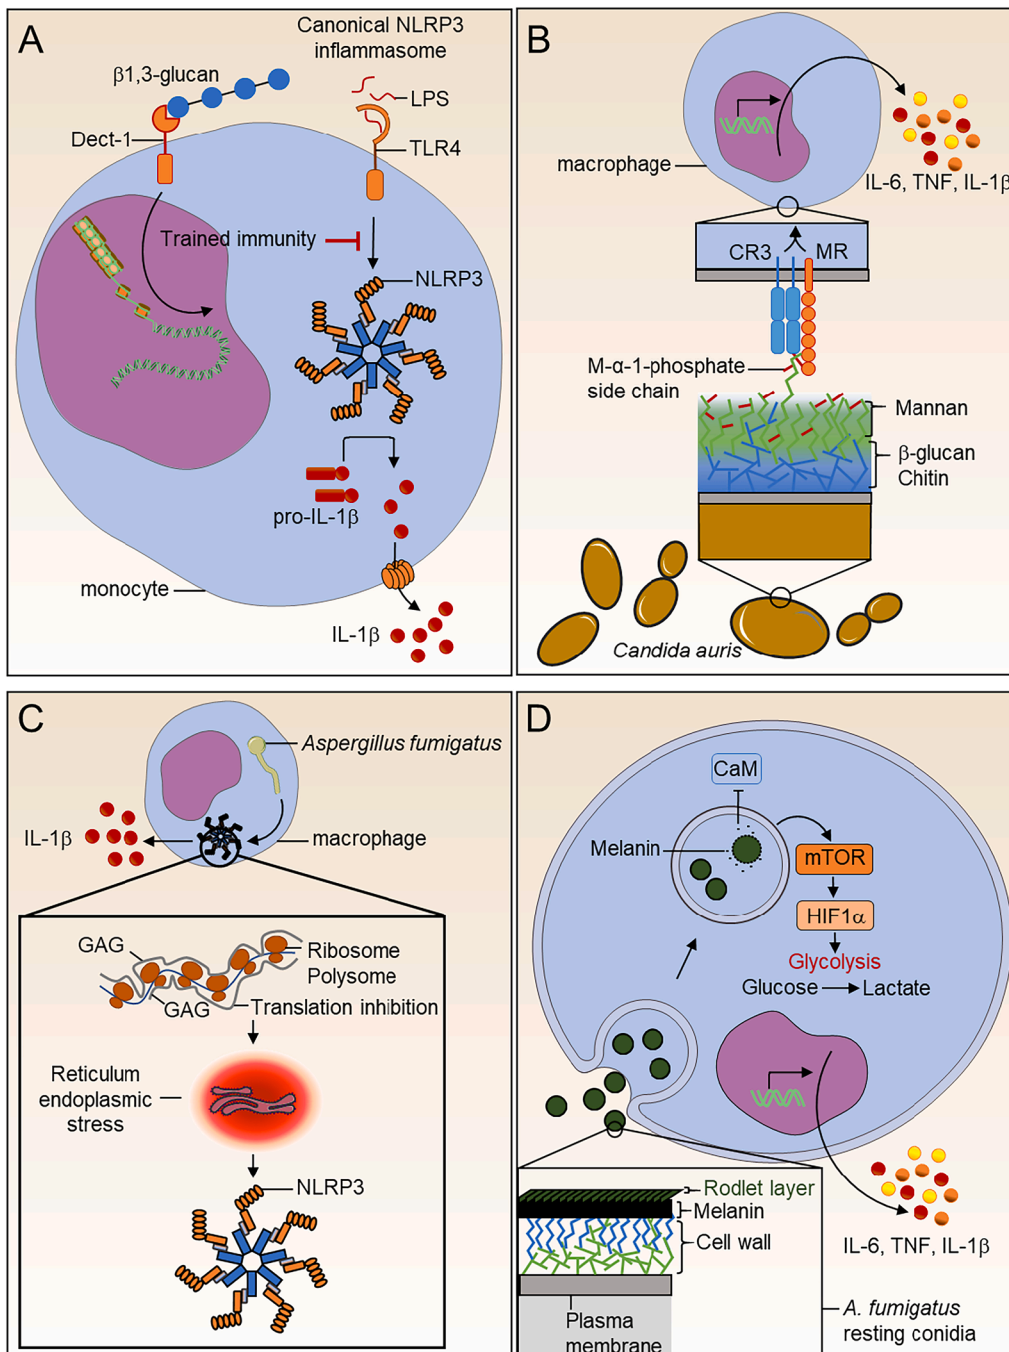 A
Canonical NLRP3
inflammasome
β1,3-glucan
LPS
Dect-1
TLR4
Trained immunity
NLRP3
pro-IL-1β
monocyte
IL-1β
B
macrophage
IL-6, TNF, IL-1β
CR3
MR
M-α-1-phosphate
side chain
Mannan
β-glucan
Chitin
Candida auris
C
Aspergillus fumigatus
IL-1β
macrophage
GAG
Ribosome
Polysome
GAG
Translation inhibition
Reticulum
endoplasmic
stress
NLRP3
D
CaM
Melanin
mTOR
HIF1α
Glycolysis
Glucose
Lactate
Rodlet layer
Melanin
Cell wall
IL-6, TNF, IL-1β
Plasma
membrane
A. fumigatus
resting conidia